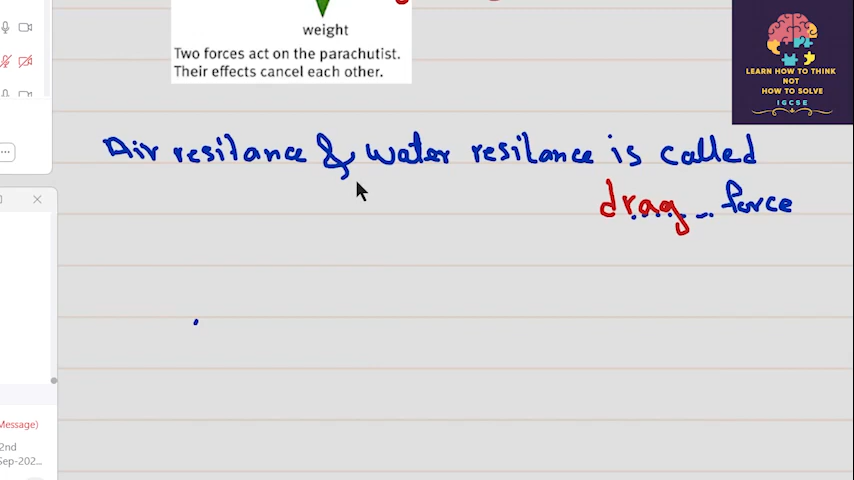 weight
Two forces act on the parachutist.
Their effects cancel each other.
LEARN HOW TO THINK
NOT
HOW TO SOLVE
IGCSE
Air resitance & water resitance is called
drag force
Message)
2nd
Sep-202...